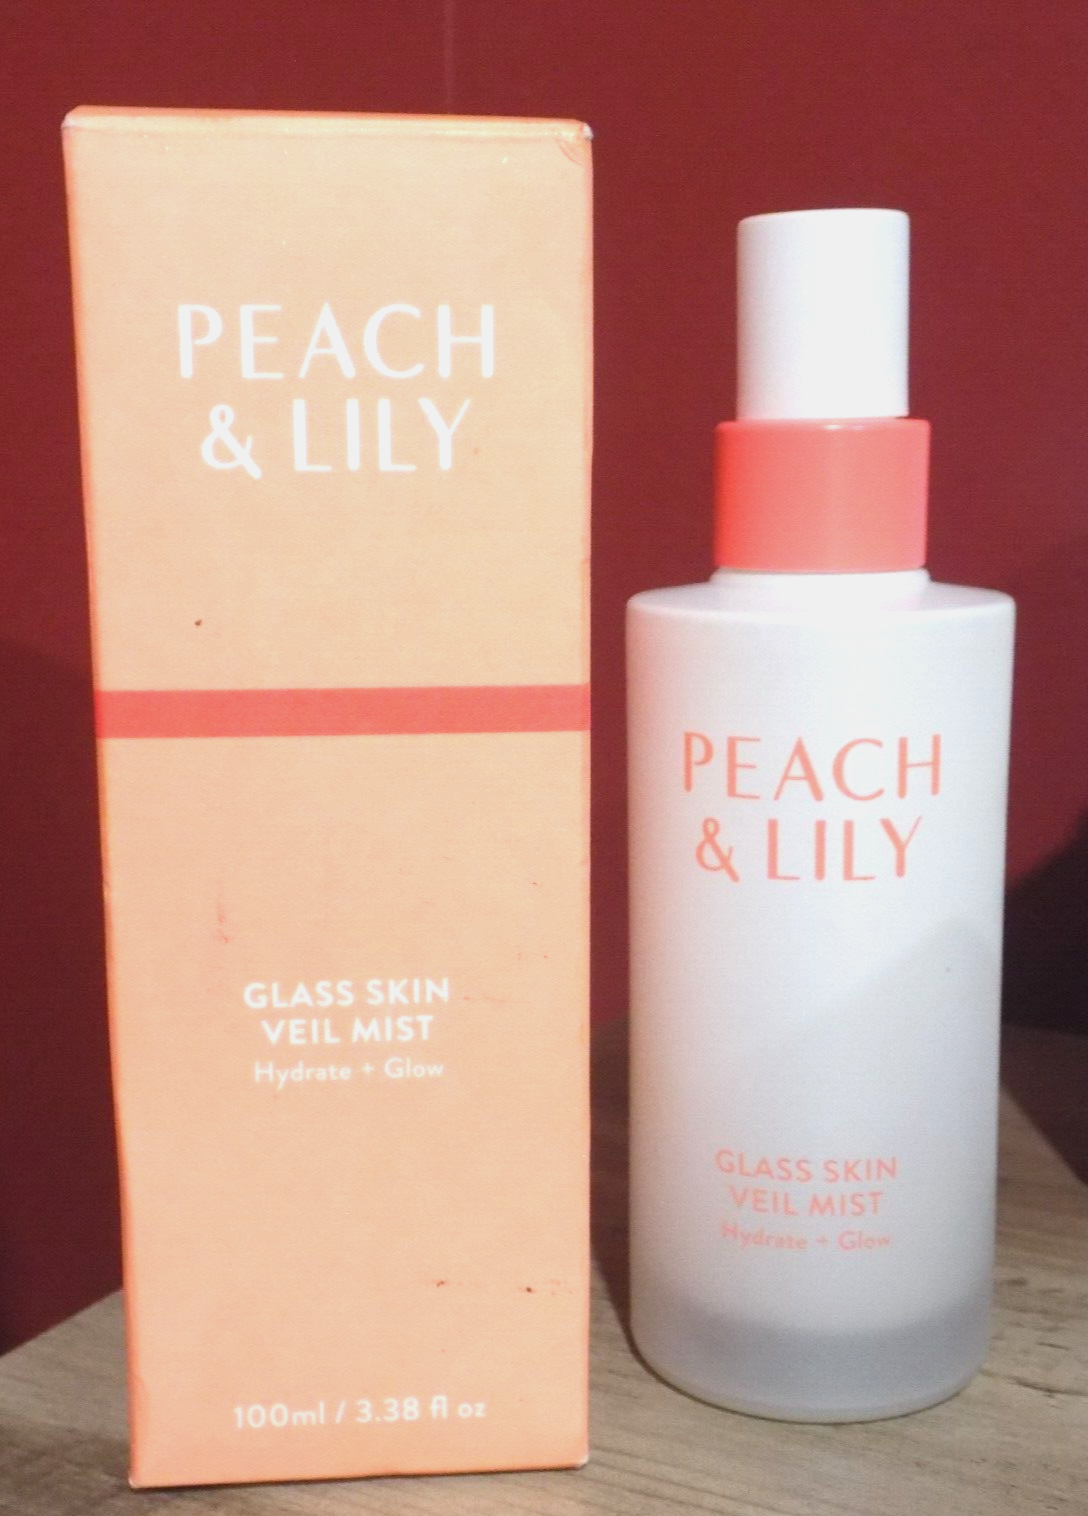 PEACH
& LILY
GLASS SKIN
VEIL MIST
Hydrate + Glow
100ml / 3.38 fl oz
PEACH
& LILY
GLASS SKIN
VEIL MIST
Hydrate + Glow